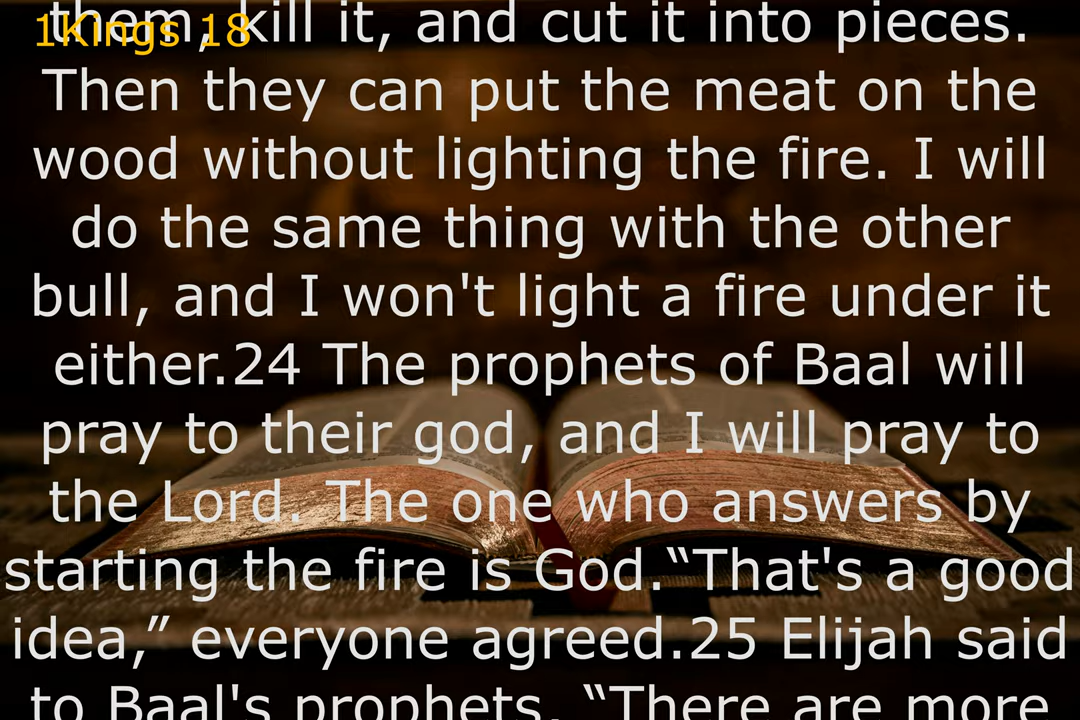 1Kings 18
them, kill it, and cut it into pieces.
Then they can put the meat on the
wood without lighting the fire. I will
do the same thing with the other
bull, and I won't light a fire under it
either.24 The prophets of Baal will
pray to their god, and I will pray to
the Lord. The one who answers by
starting the fire is God.“That's a good
idea,” everyone agreed.25 Elijah said
to Baal's prophets, “There are more